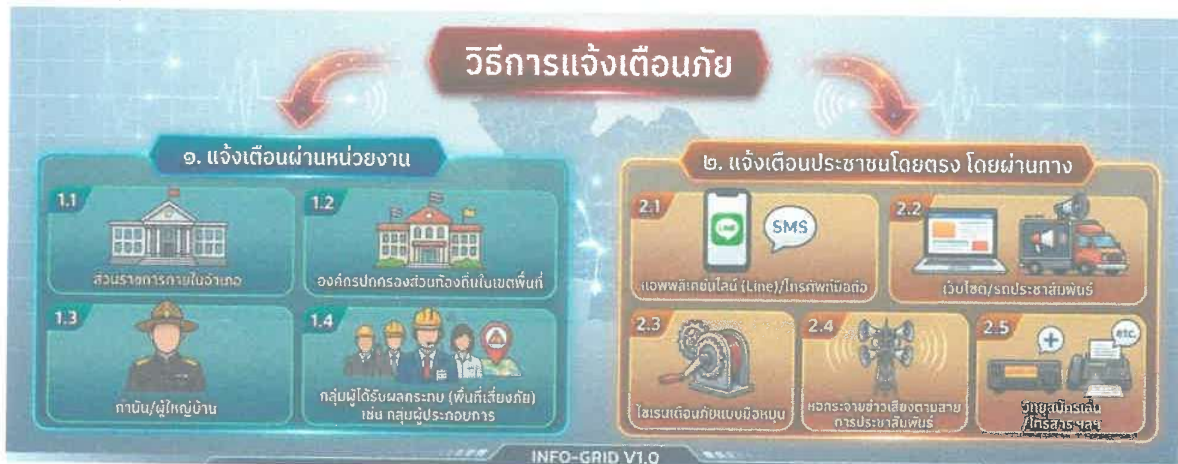 วิธีการแจ้งเตือนภัย
๑. แจ้งเตือนผ่านหน่วยงาน
1.1
ส่วนราชการภายในอำเภอ
1.2
องค์กรปกครองส่วนท้องถิ่นในเขตพื้นที่
1.3
กำนัน/ผู้ใหญ่บ้าน
1.4
กลุ่มผู้ได้รับผลกระทบ (พื้นที่เสี่ยงภัย)
เช่น กลุ่มผู้ประกอบการ
๒. แจ้งเตือนประชาชนโดยตรง โดยผ่านทาง
2.1
LINE
SMS
แอพพลิเคชั่นไลน์ (Line)/โทรศัพท์มือถือ
2.2
เว็บไซต์/รถประชาสัมพันธ์
2.3
ไซเรนเตือนภัยแบบมือหมุน
2.4
หอกระจายข่าวเสียงตามสาย
การประชาสัมพันธ์
2.5
etc.
วิทยุสมัครเล่น
/โทรสาร ฯลฯ
INFO-GRID V1.0